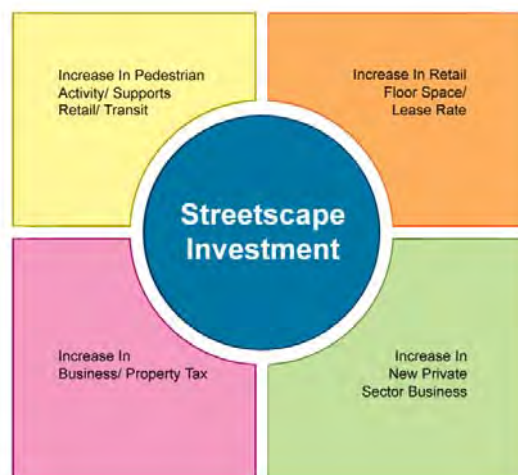 Increase In Pedestrian
Activity/ Supports
Retail/ Transit
Increase In Retail
Floor Space/
Lease Rate
Streetscape
Investment
Increase In
Business/ Property Tax
Increase In
New Private
Sector Business